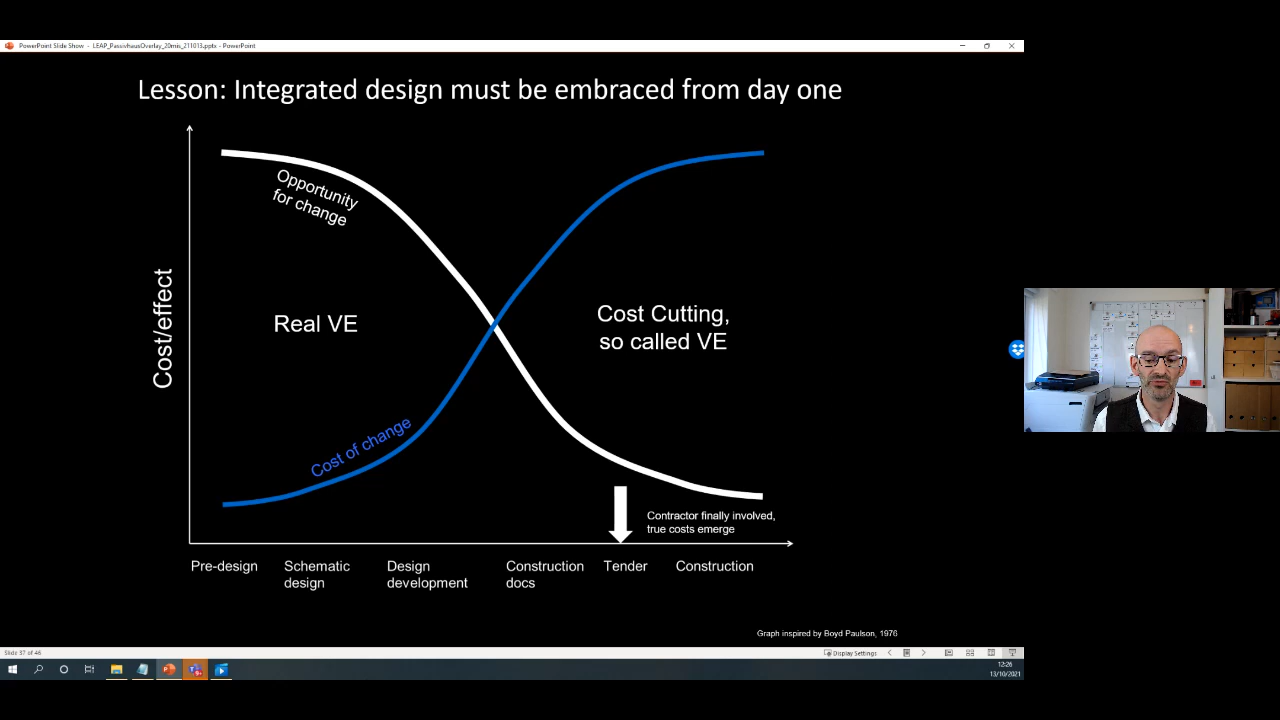 PowerPoint Slide Show - LEAP_PassivhausOverlay_20mis_211013.pptx - PowerPoint
Lesson: Integrated design must be embraced from day one
Opportunity
for change
Cost/effect
Real VE
Cost Cutting,
so called VE
Cost of change
Contractor finally involved,
true costs emerge
Pre-design
Schematic
design
Design
development
Construction
docs
Tender
Construction
Graph inspired by Boyd Paulson, 1976
Slide 37 of 46
Display Settings
12:26
13/10/2021